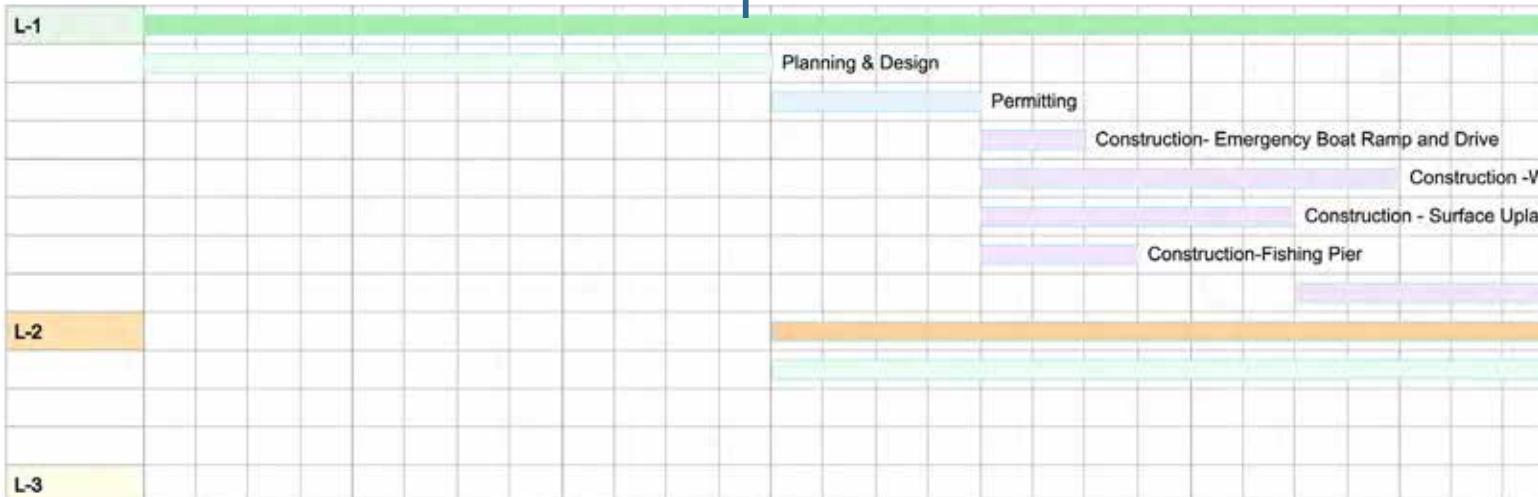 L-1
Planning & Design
Permitting
Construction- Emergency Boat Ramp and Drive
Construction -W
Construction - Surface Upla
Construction-Fishing Pier
L-2
L-3